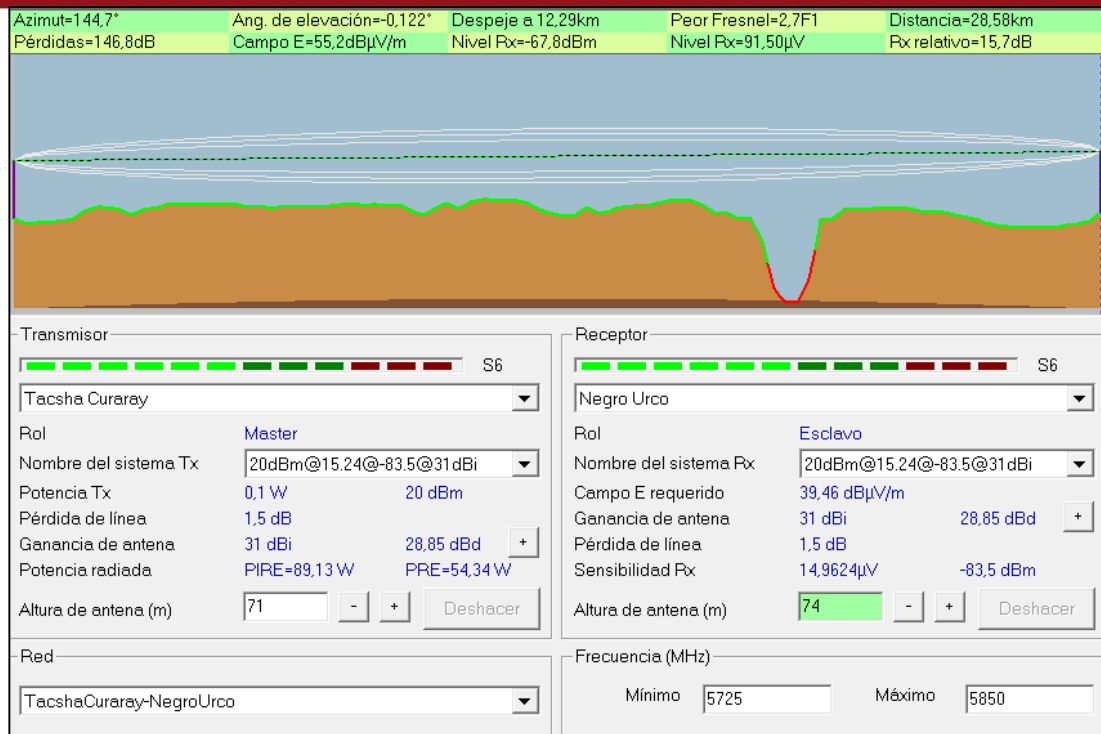 Azimut=144,7° Ang. de elevación=-0,122° Despeje a 12,29km Peor Fresnel=2,7F1 Distancia=28,58km
Pérdidas=146,8dB Campo E=55,2dBµV/m Nivel Rx=-67,8dBm Nivel Rx=91,50µV Rx relativo=15,7dB
Transmisor
S6
Tacsha Curaray
Rol Master
Nombre del sistema Tx 20dBm@15.24@-83.5@31dBi
Potencia Tx 0,1 W 20 dBm
Pérdida de línea 1,5 dB
Ganancia de antena 31 dBi 28,85 dBd +
Potencia radiada PIRE=89,13 W PRE=54,34 W
Altura de antena (m) 71 - + Deshacer
Red
TacshaCuraray-NegroUrco
Receptor
S6
Negro Urco
Rol Esclavo
Nombre del sistema Rx 20dBm@15.24@-83.5@31dBi
Campo E requerido 39,46 dBµV/m
Ganancia de antena 31 dBi 28,85 dBd +
Pérdida de línea 1,5 dB
Sensibilidad Rx 14,9624µV -83,5 dBm
Altura de antena (m) 74 - + Deshacer
Frecuencia (MHz)
Mínimo 5725 Máximo 5850